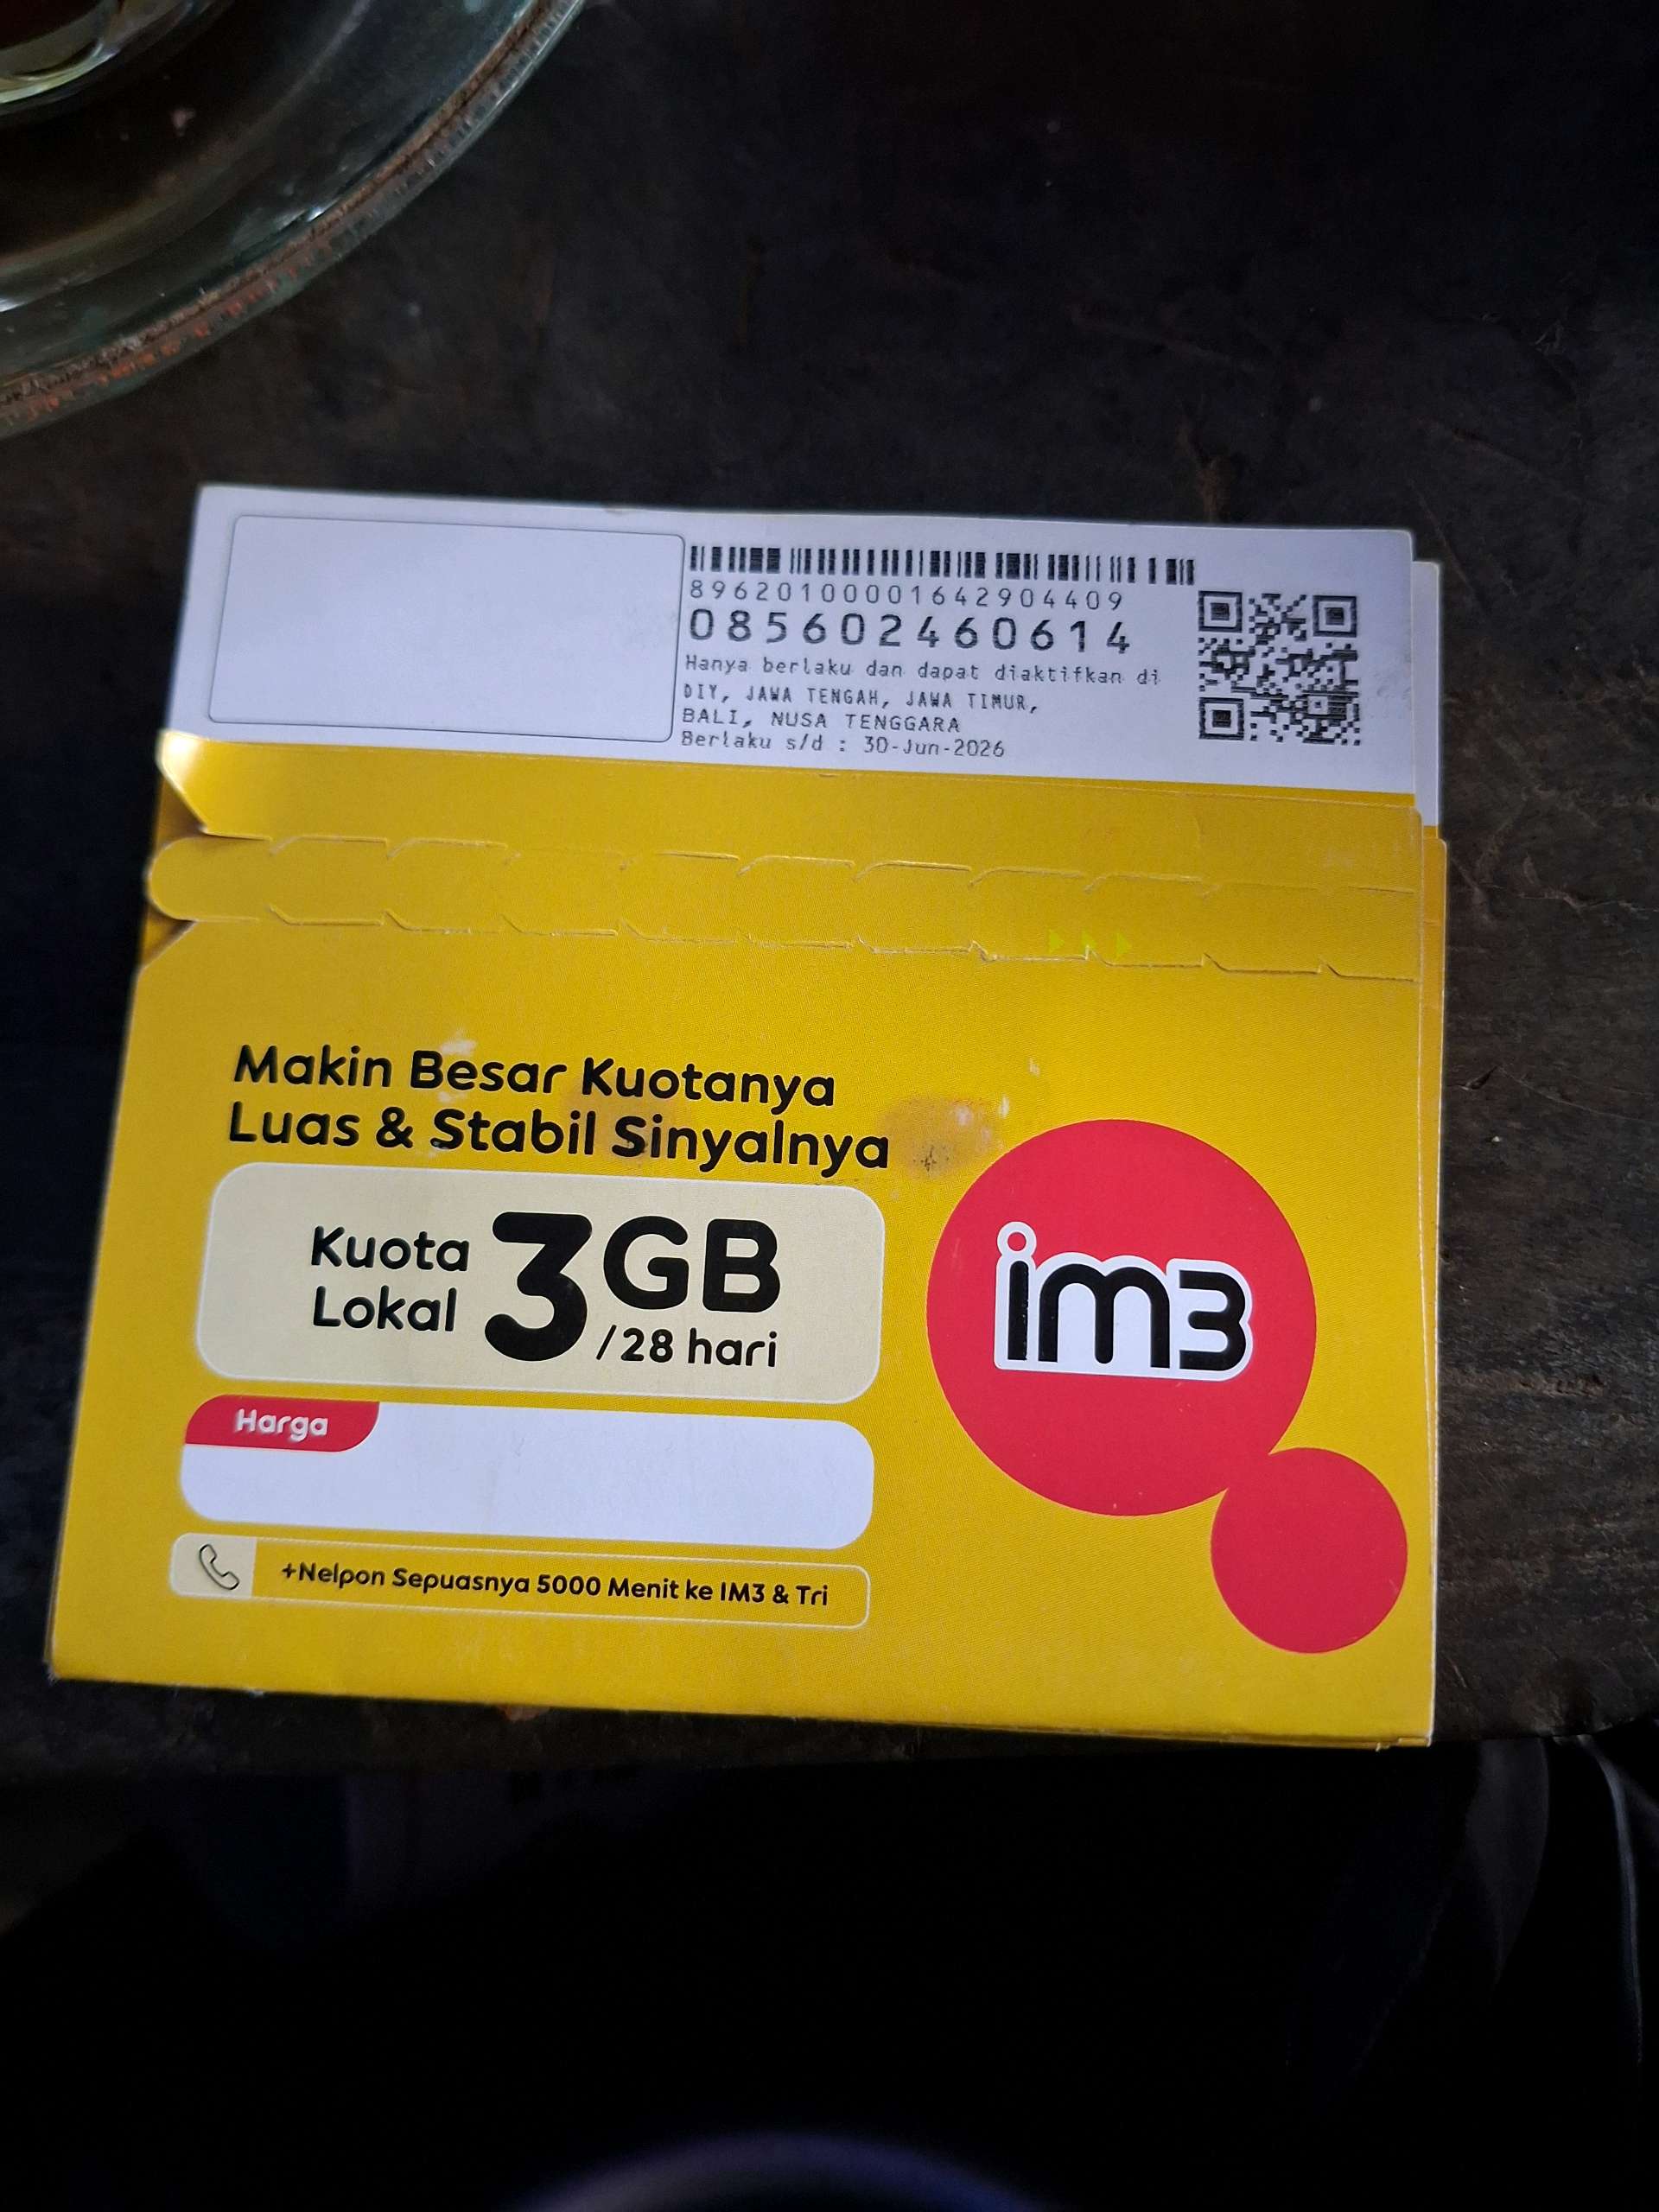 89620100001642904409
085602460614
Hanya berlaku dan dapat diaktifkan di
DIY, JAWA TENGAH, JAWA TIMUR,
BALI, NUSA TENGGARA
Berlaku s/d : 30-Jun-2026
Makin Besar Kuotanya
Luas & Stabil Sinyalnya
Kuota
Lokal
3GB
/28 hari
im3
Harga
+Nelpon Sepuasnya 5000 Menit ke IM3 & Tri